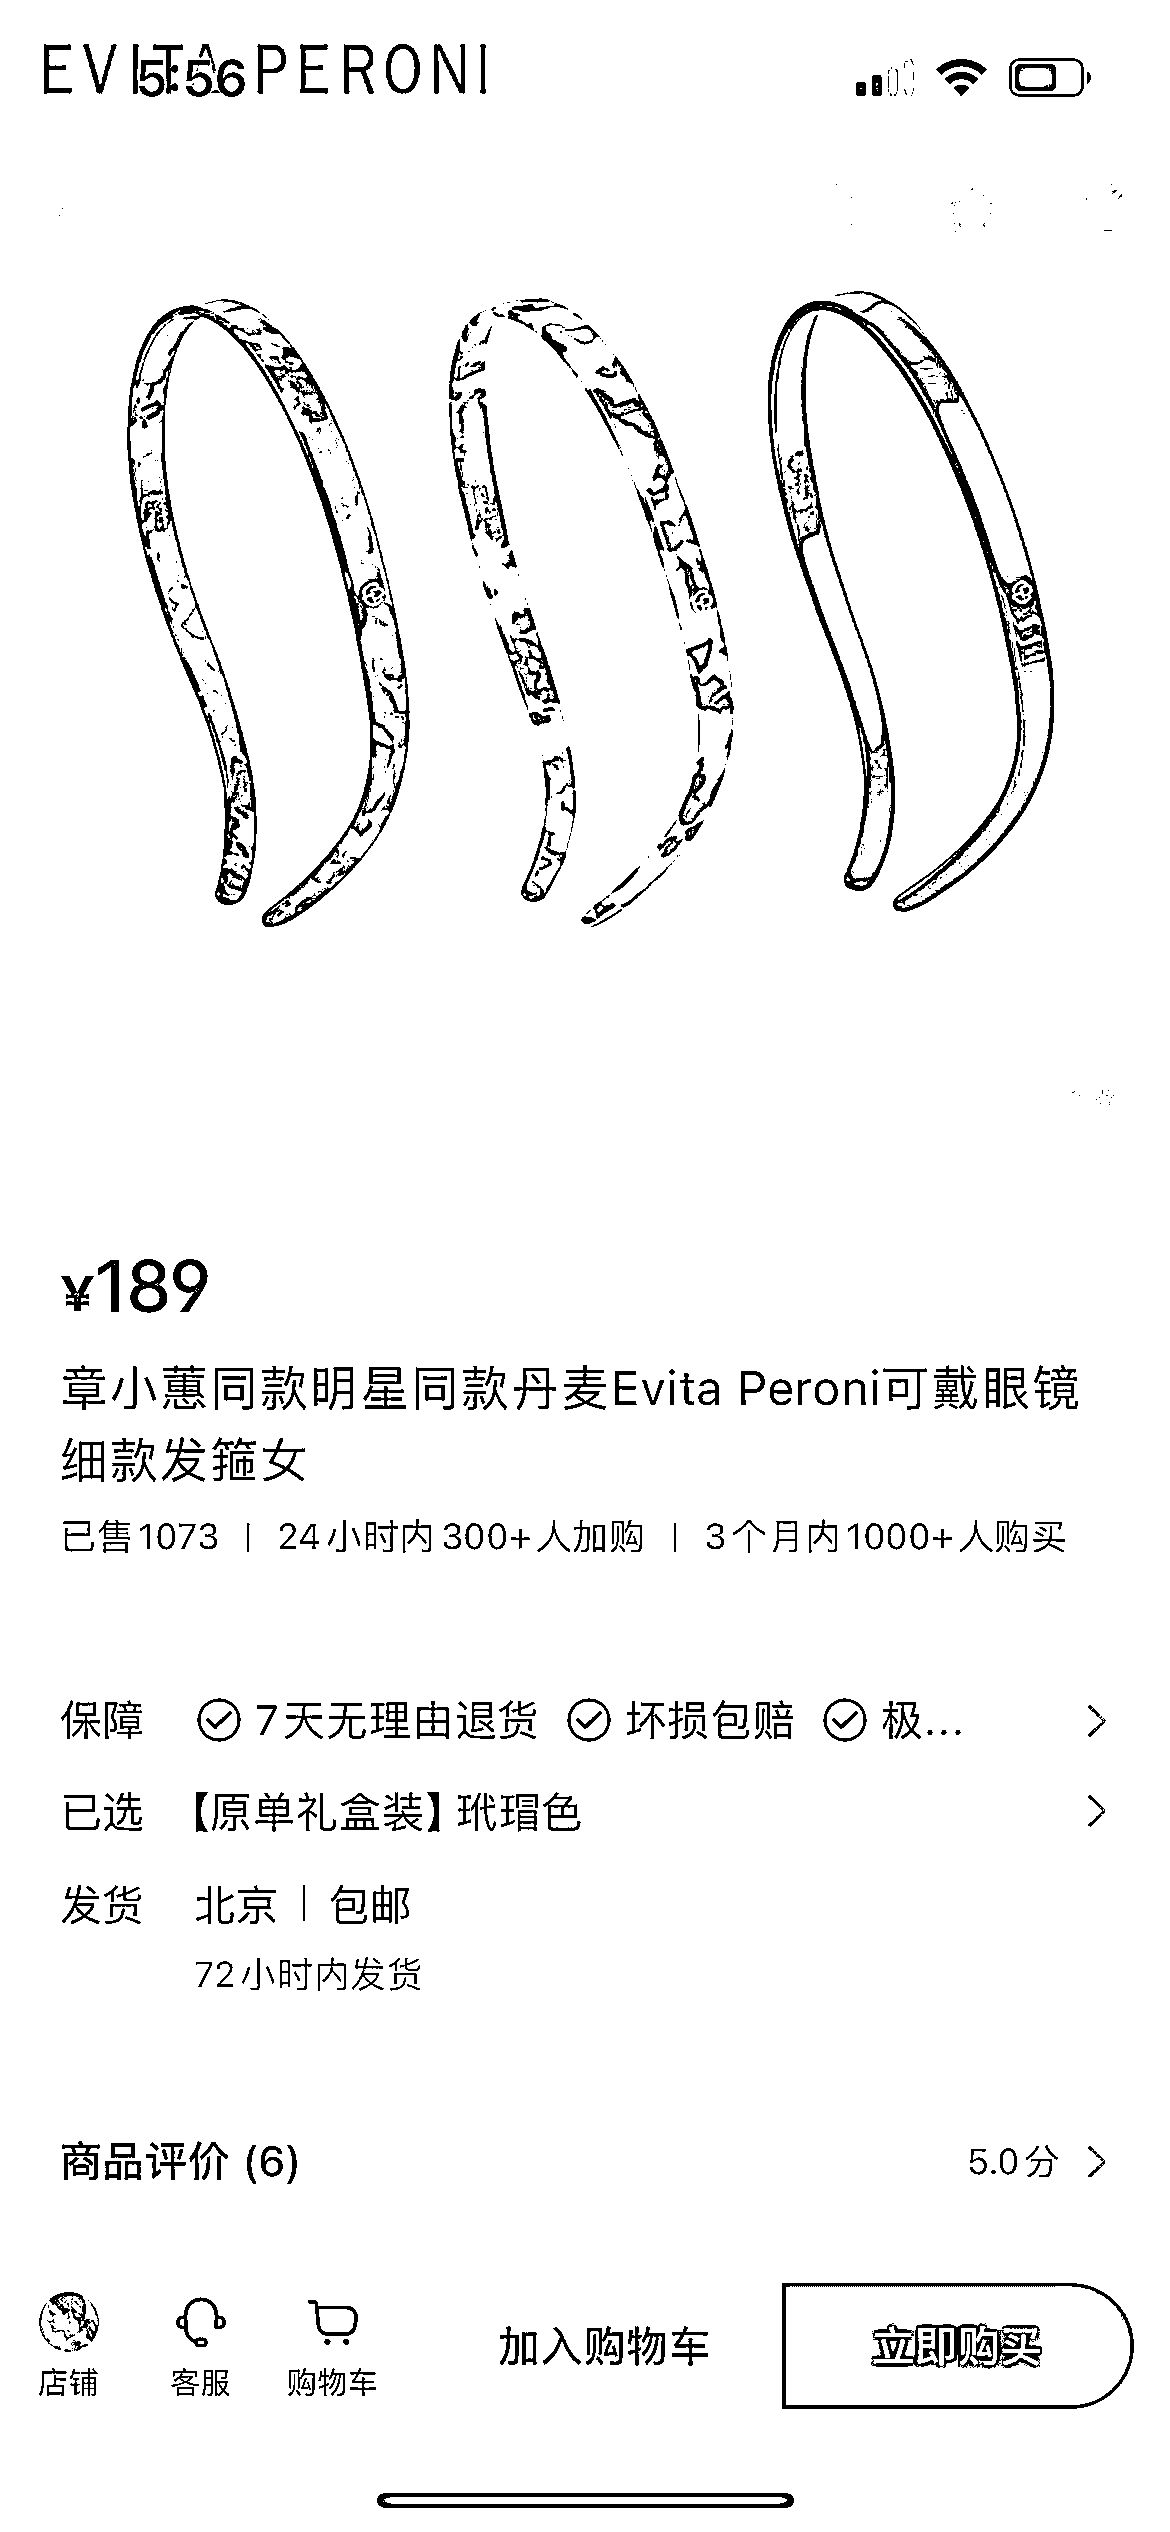 EVITA PERONI
5:56
¥189
章小蕙同款明星同款丹麦Evita Peroni可戴眼镜
细款发箍女
已售1073 | 24小时内300+人加购 | 3个月内1000+人购买
保障 7天无理由退货 坏损包赔 极...
已选 【原单礼盒装】玳瑁色
发货 北京 | 包邮
72小时内发货
商品评价 (6) 5.0分
店铺 客服 购物车 加入购物车 立即购买